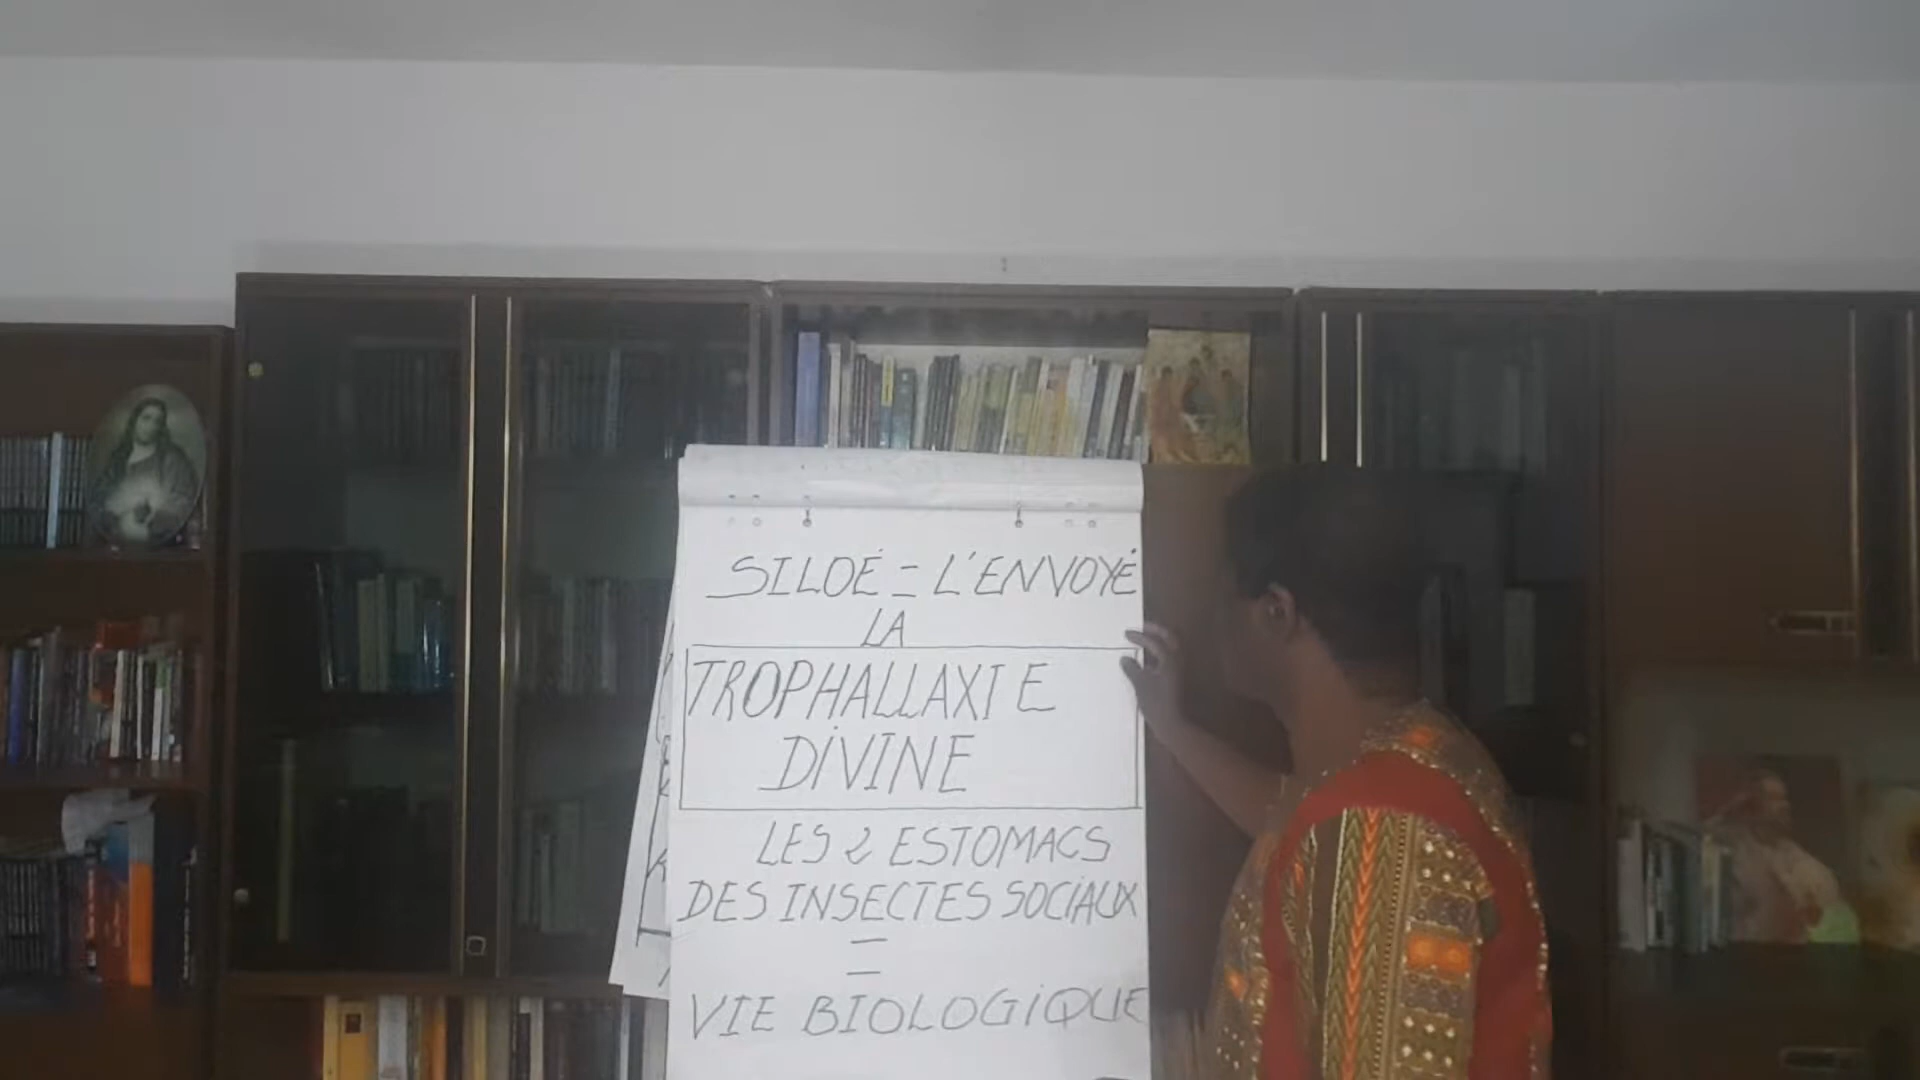 SILOÉ = L'ENVOYÉ
LA
TROPHALLAXIE
DIVINE
LES 2 ESTOMACS
DES INSECTES SOCIAUX
=
VIE BIOLOGIQUE